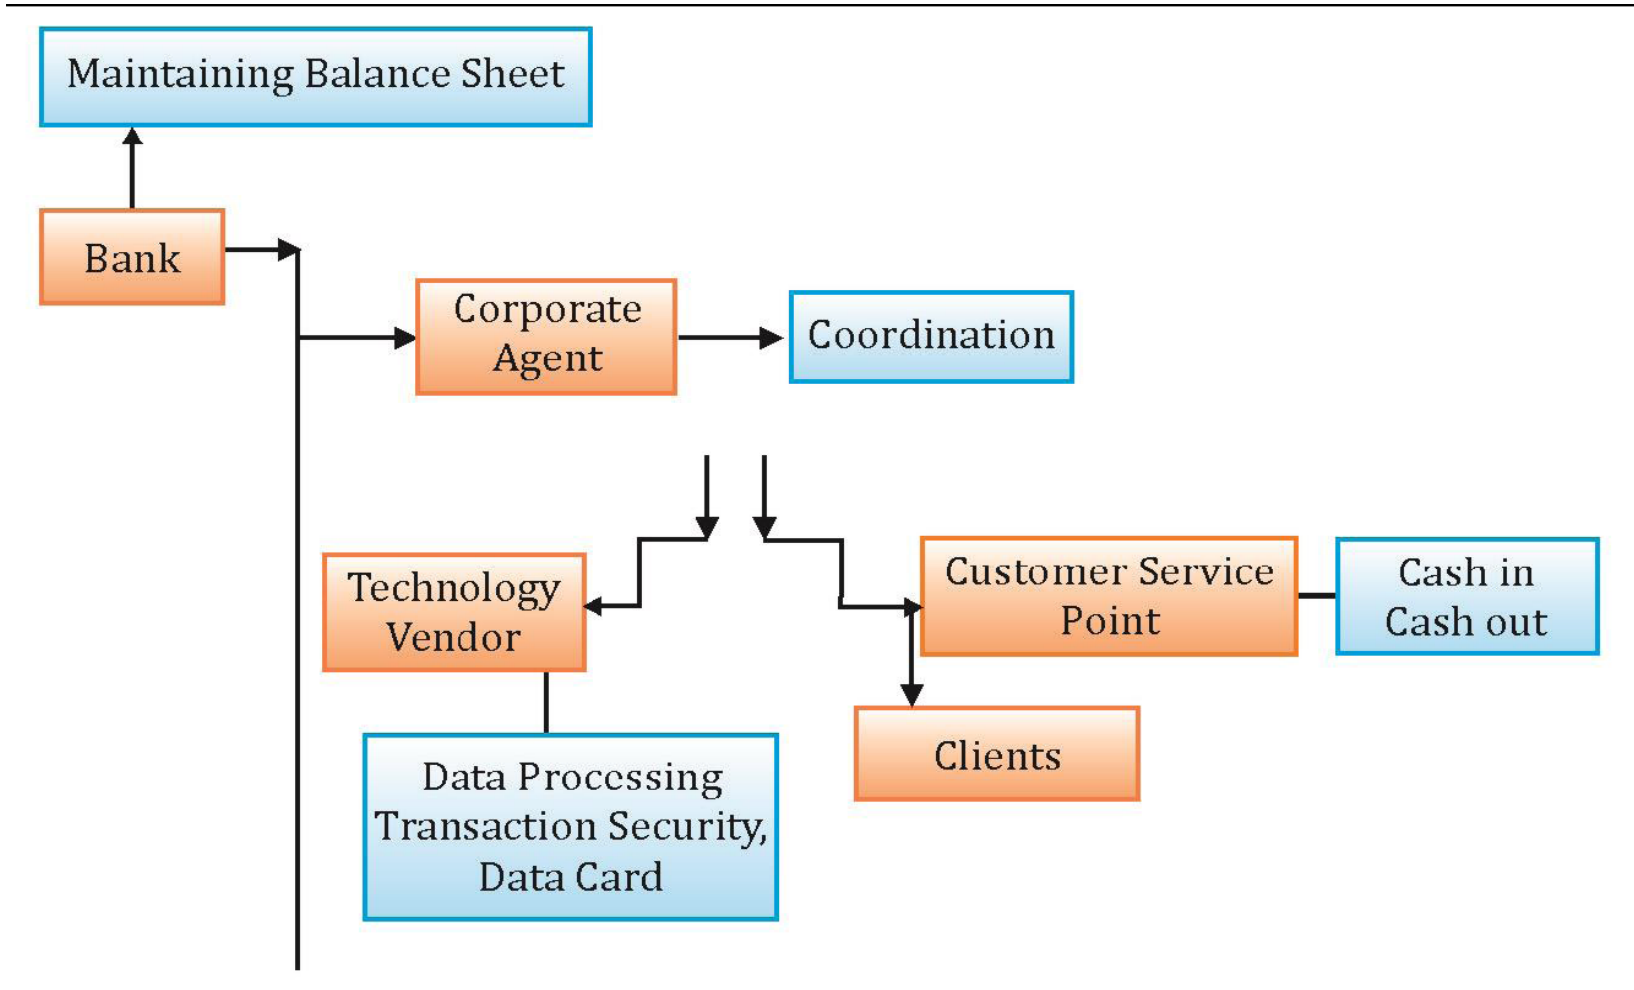 Maintaining Balance Sheet
Bank
Corporate
Agent
Coordination
Technology
Vendor
Customer Service
Point
Cash in
Cash out
Clients
Data Processing
Transaction Security,
Data Card